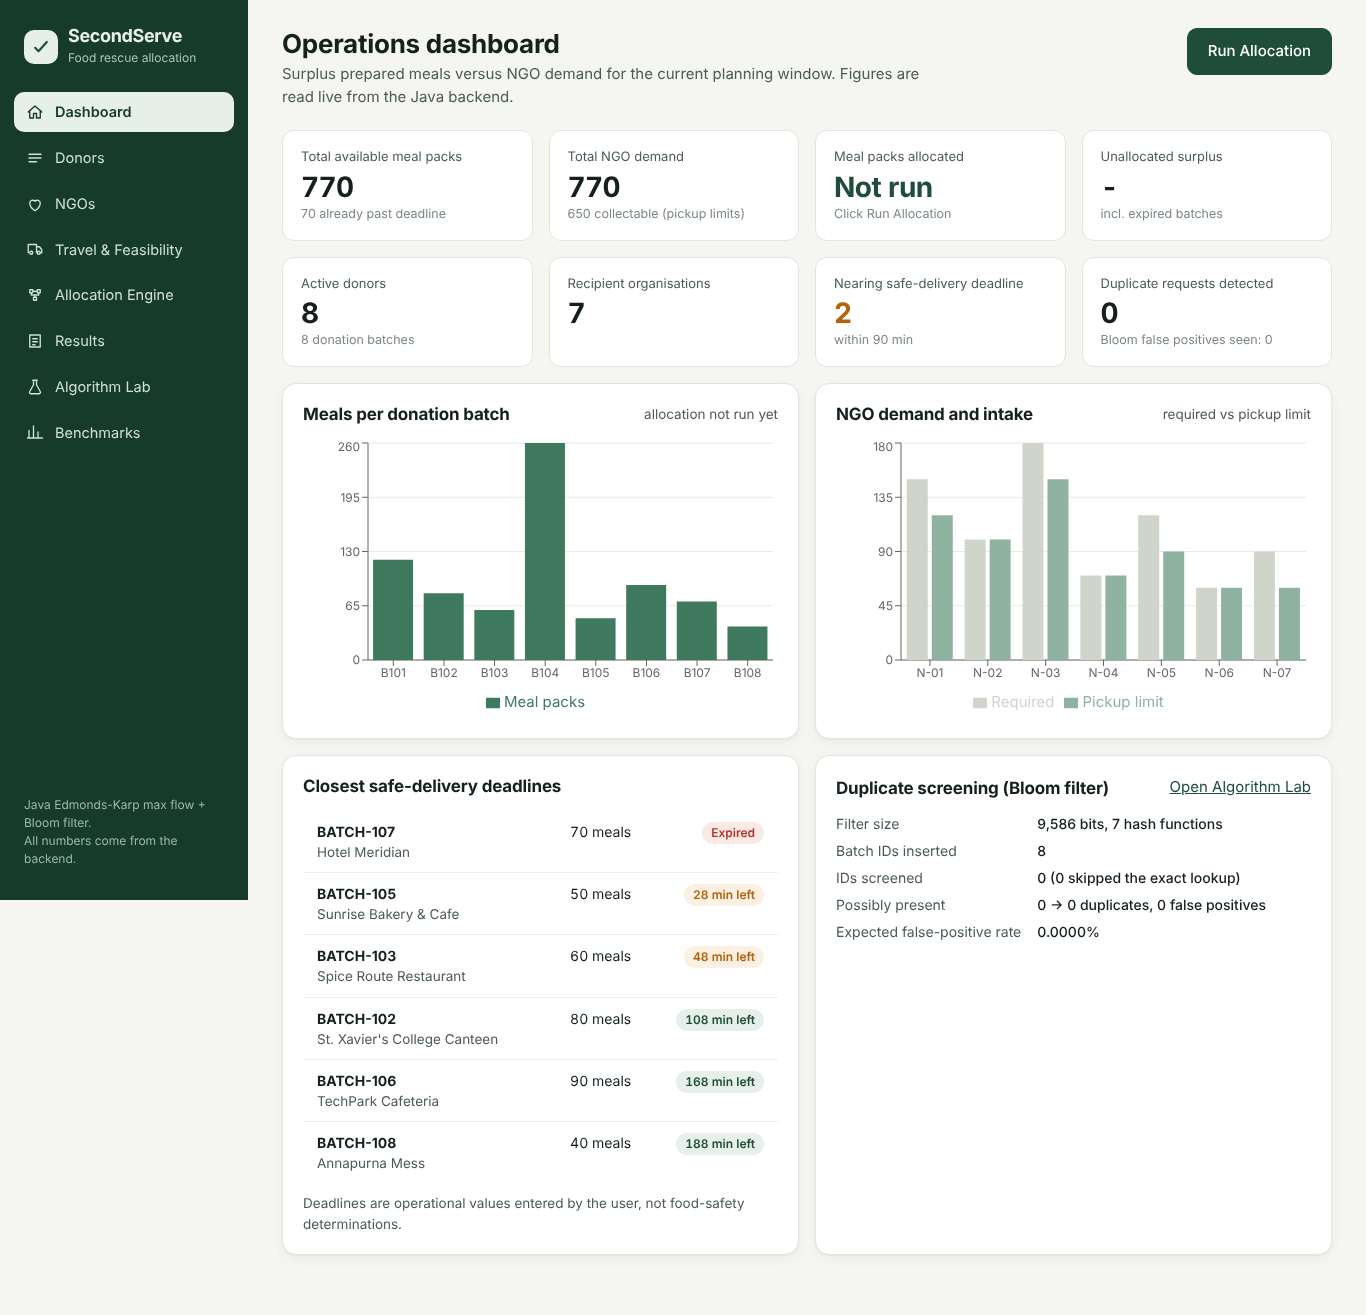 SecondServe
Food rescue allocation
Dashboard
Donors
NGOs
Travel & Feasibility
Allocation Engine
Results
Algorithm Lab
Benchmarks
Java Edmonds-Karp max flow +
Bloom filter.
All numbers come from the
backend.
Operations dashboard
Surplus prepared meals versus NGO demand for the current planning window. Figures are
read live from the Java backend.
Run Allocation
Total available meal packs
770
70 already past deadline
Total NGO demand
770
650 collectable (pickup limits)
Meal packs allocated
Not run
Click Run Allocation
Unallocated surplus
-
incl. expired batches
Active donors
8
8 donation batches
Recipient organisations
7
Nearing safe-delivery deadline
2
within 90 min
Duplicate requests detected
0
Bloom false positives seen: 0
Meals per donation batch allocation not run yet
260
195
130
65
0
B101 B102 B103 B104 B105 B106 B107 B108
Meal packs
NGO demand and intake required vs pickup limit
180
135
90
45
0
N-01 N-02 N-03 N-04 N-05 N-06 N-07
Required Pickup limit
Closest safe-delivery deadlines
BATCH-107 70 meals Expired
Hotel Meridian
BATCH-105 50 meals 28 min left
Sunrise Bakery & Cafe
BATCH-103 60 meals 48 min left
Spice Route Restaurant
BATCH-102 80 meals 108 min left
St. Xavier's College Canteen
BATCH-106 90 meals 168 min left
TechPark Cafeteria
BATCH-108 40 meals 188 min left
Annapurna Mess
Deadlines are operational values entered by the user, not food-safety
determinations.
Duplicate screening (Bloom filter) Open Algorithm Lab
Filter size 9,586 bits, 7 hash functions
Batch IDs inserted 8
IDs screened 0 (0 skipped the exact lookup)
Possibly present 0 → 0 duplicates, 0 false positives
Expected false-positive rate 0.0000%